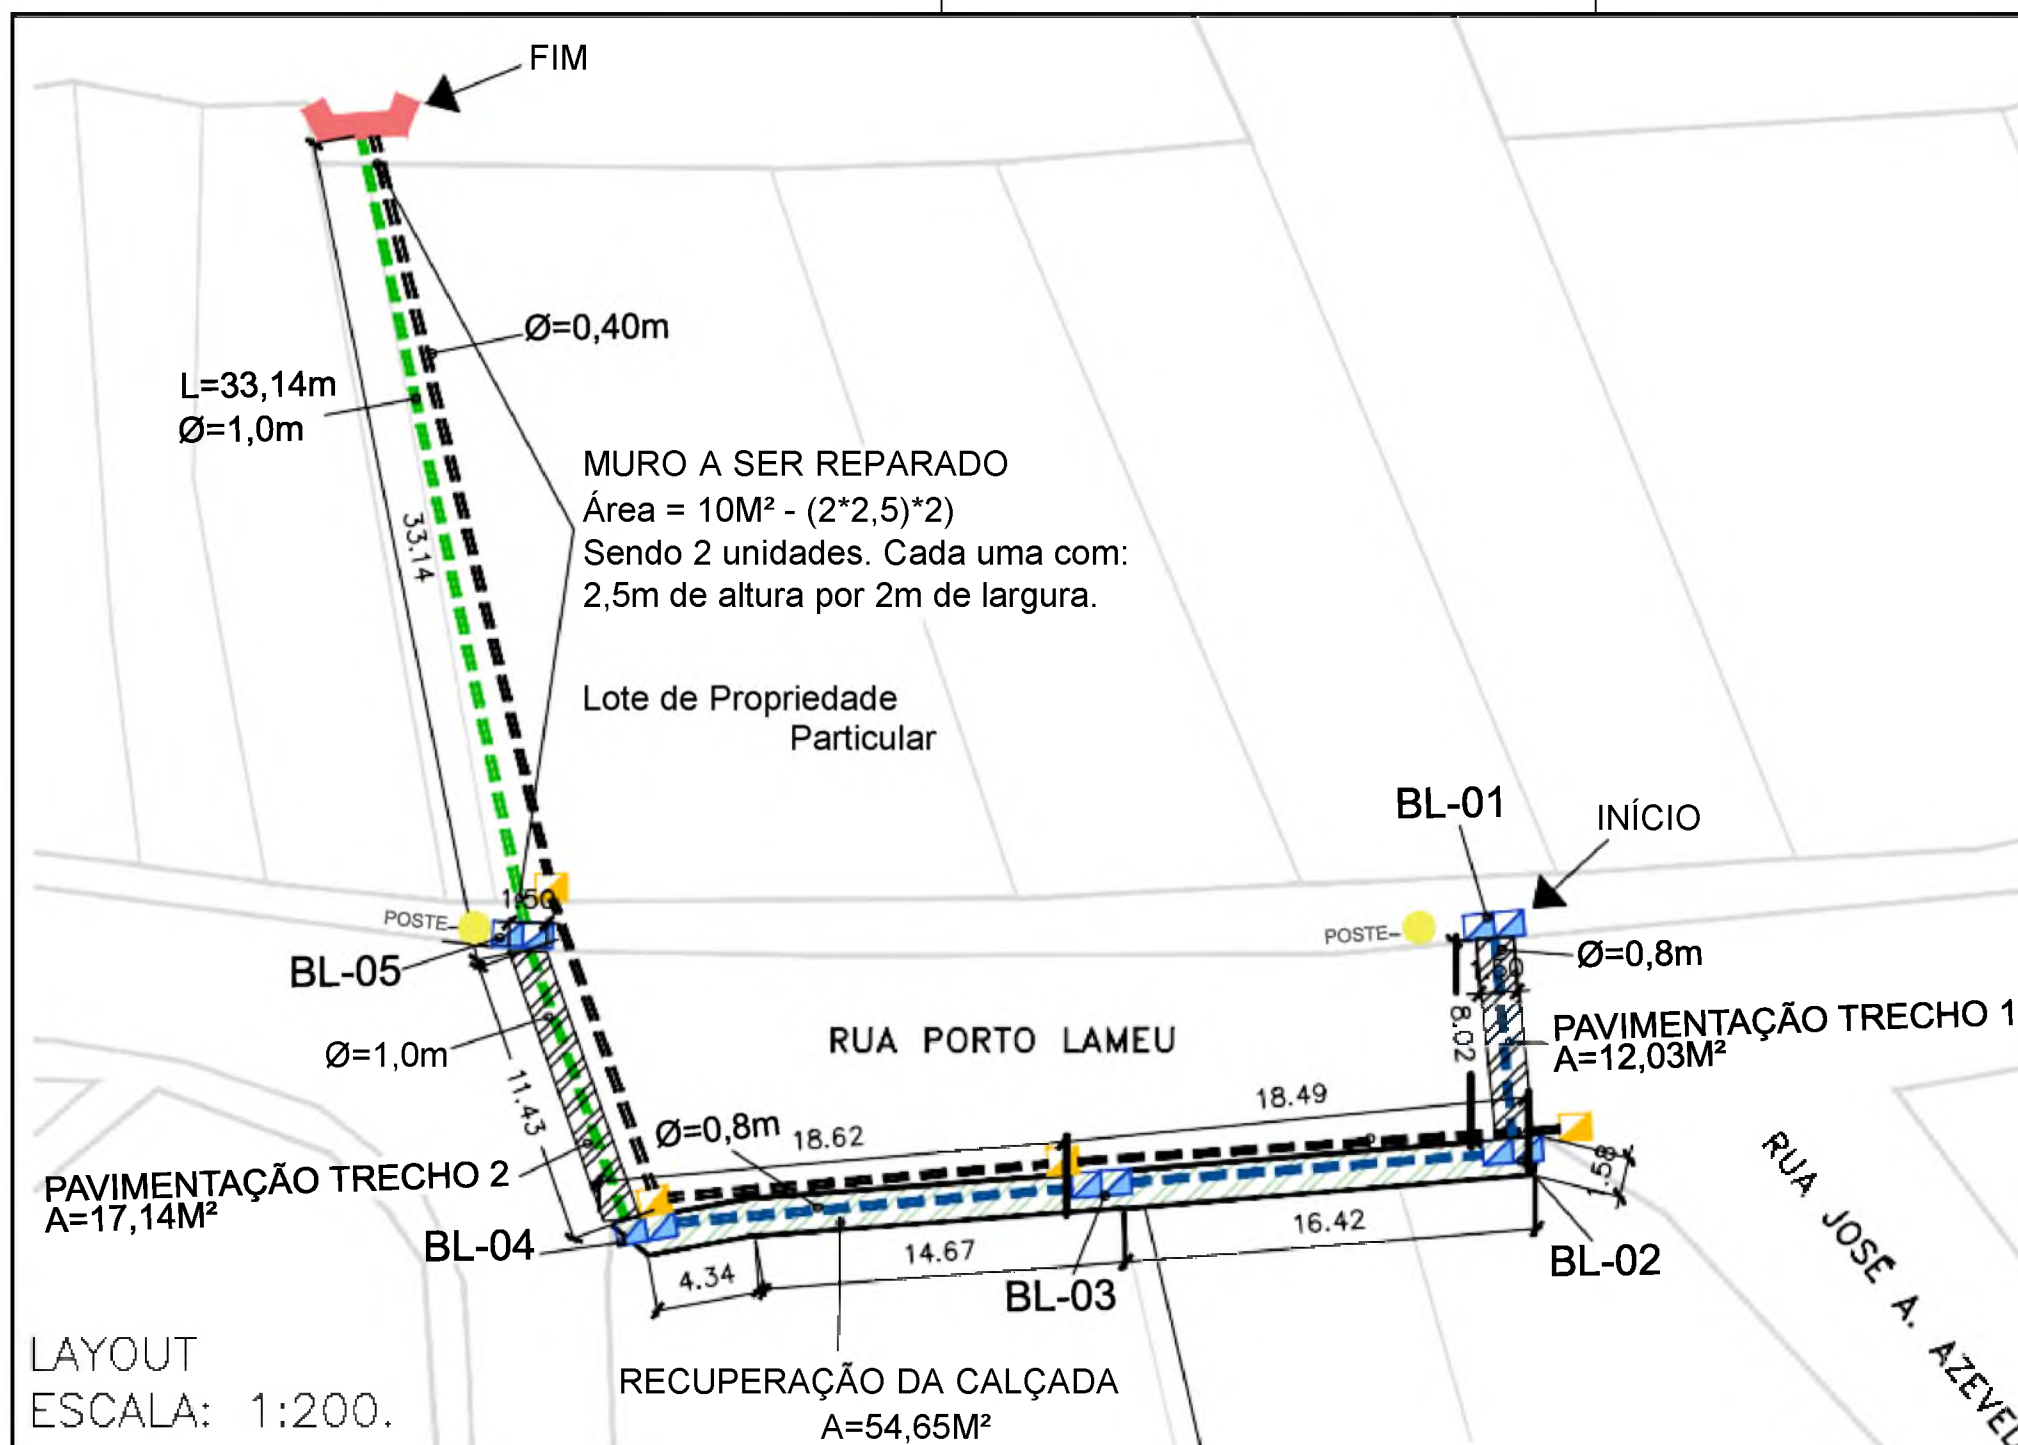 FIM
Ø=0,40m
L=33,14m
Ø=1,0m
MURO A SER REPARADO
Área = 10M² - (2*2,5)*2)
Sendo 2 unidades. Cada uma com:
2,5m de altura por 2m de largura.
33.14
Lote de Propriedade
Particular
BL-01
INÍCIO
1.50
POSTE
POSTE
BL-05
Ø=0,8m
8.02
RUA PORTO LAMEU
PAVIMENTAÇÃO TRECHO 1
A=12,03M²
Ø=1,0m
11.43
Ø=0,8m
18.62
18.49
1.58
PAVIMENTAÇÃO TRECHO 2
A=17,14M²
BL-04
4.34
14.67
16.42
BL-03
BL-02
RUA JOSE A. AZEVED
LAYOUT
ESCALA: 1:200.
RECUPERAÇÃO DA CALÇADA
A=54,65M²